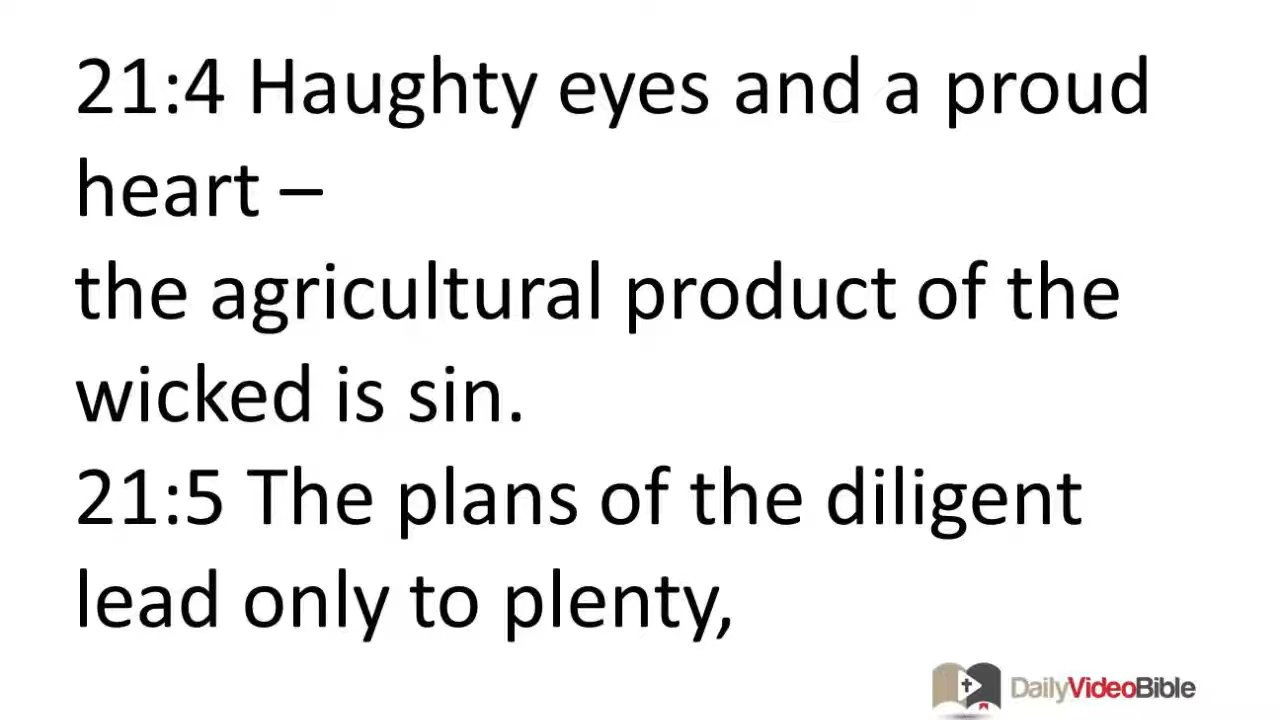 21:4 Haughty eyes and a proud
heart –
the agricultural product of the
wicked is sin.
21:5 The plans of the diligent
lead only to plenty,
DailyVideoBible